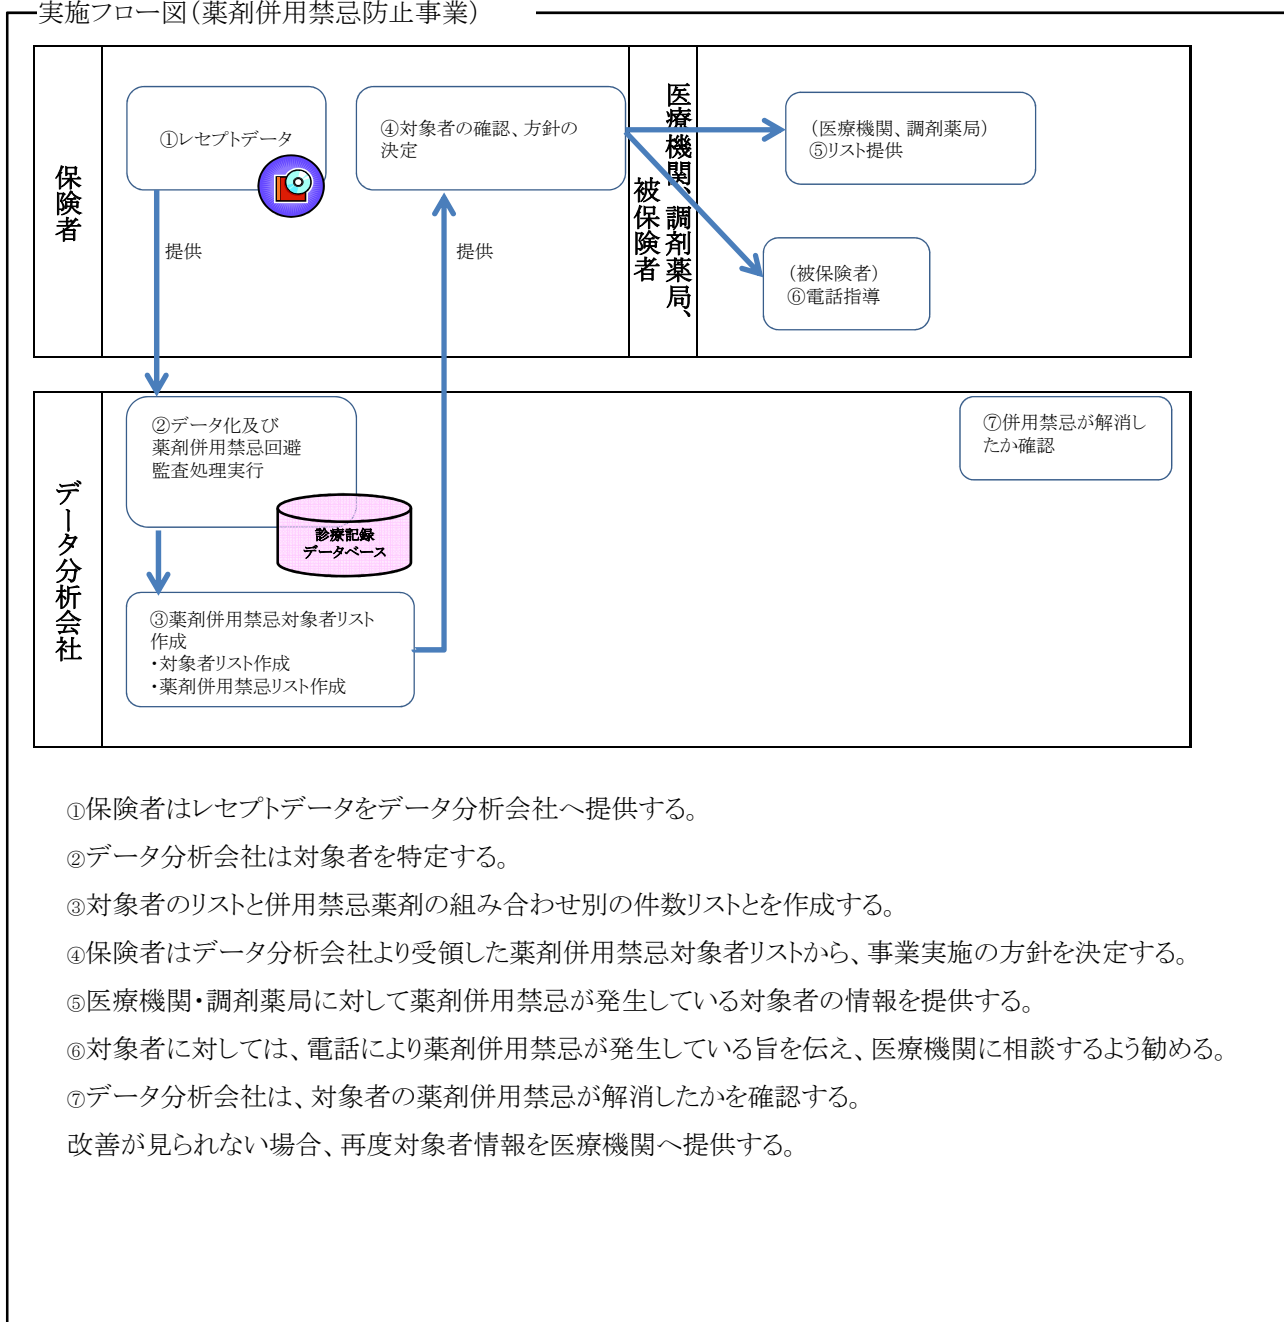 実施フロー図(薬剤併用禁忌防止事業)
保険者
①レセプトデータ
提供
④対象者の確認、方針の
決定
提供
医療機関、調剤薬局、
被保険者
(医療機関、調剤薬局)
⑤リスト提供
(被保険者)
⑥電話指導
データ分析会社
②データ化及び
薬剤併用禁忌回避
監査処理実行
診療記録
データベース
③薬剤併用禁忌対象者リスト
作成
・対象者リスト作成
・薬剤併用禁忌リスト作成
⑦併用禁忌が解消し
たか確認
①保険者はレセプトデータをデータ分析会社へ提供する。
②データ分析会社は対象者を特定する。
③対象者のリストと併用禁忌薬剤の組み合わせ別の件数リストとを作成する。
④保険者はデータ分析会社より受領した薬剤併用禁忌対象者リストから、事業実施の方針を決定する。
⑤医療機関・調剤薬局に対して薬剤併用禁忌が発生している対象者の情報を提供する。
⑥対象者に対しては、電話により薬剤併用禁忌が発生している旨を伝え、医療機関に相談するよう勧める。
⑦データ分析会社は、対象者の薬剤併用禁忌が解消したかを確認する。
改善が見られない場合、再度対象者情報を医療機関へ提供する。